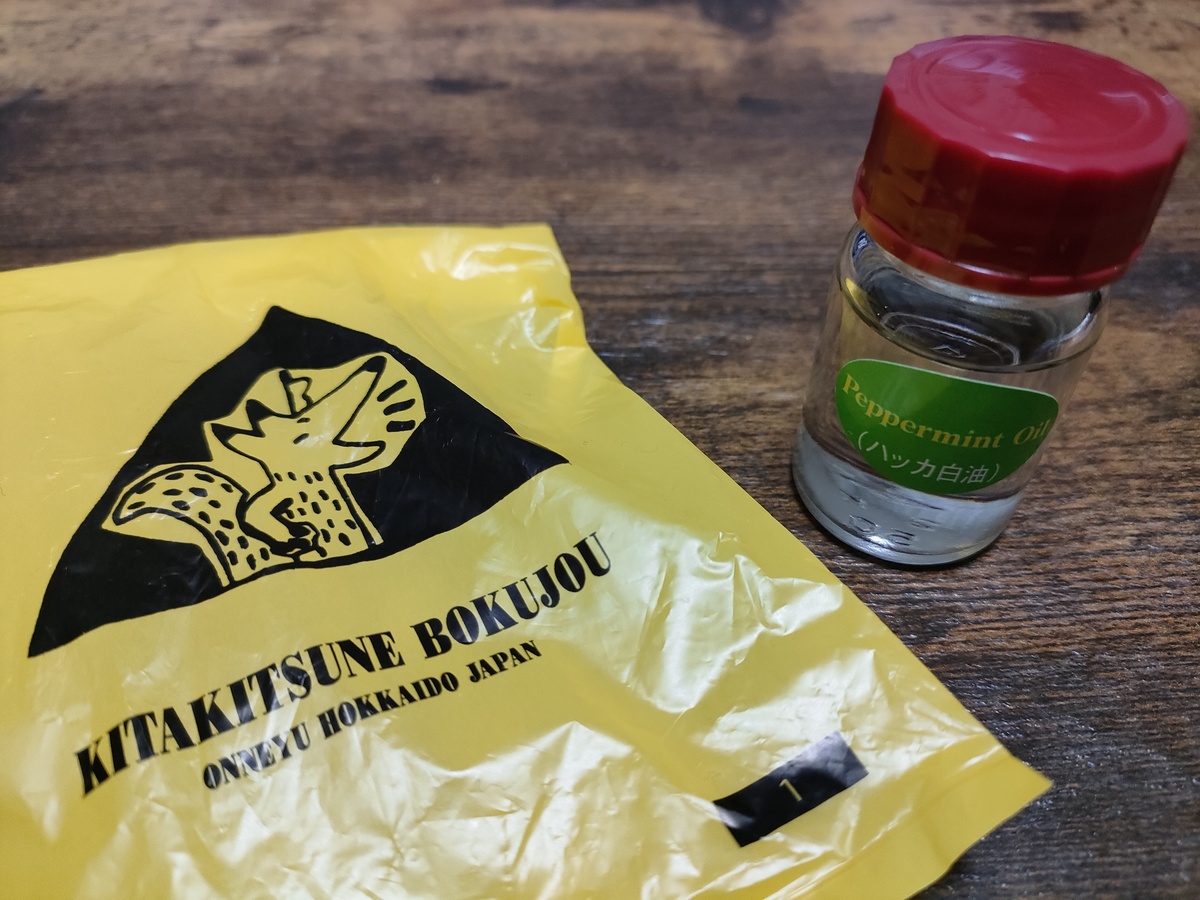 KITAKITSUNE BOKUJOU
ONNEYU HOKKAIDO JAPAN
1
Peppermint Oil
(ハッカ白油)